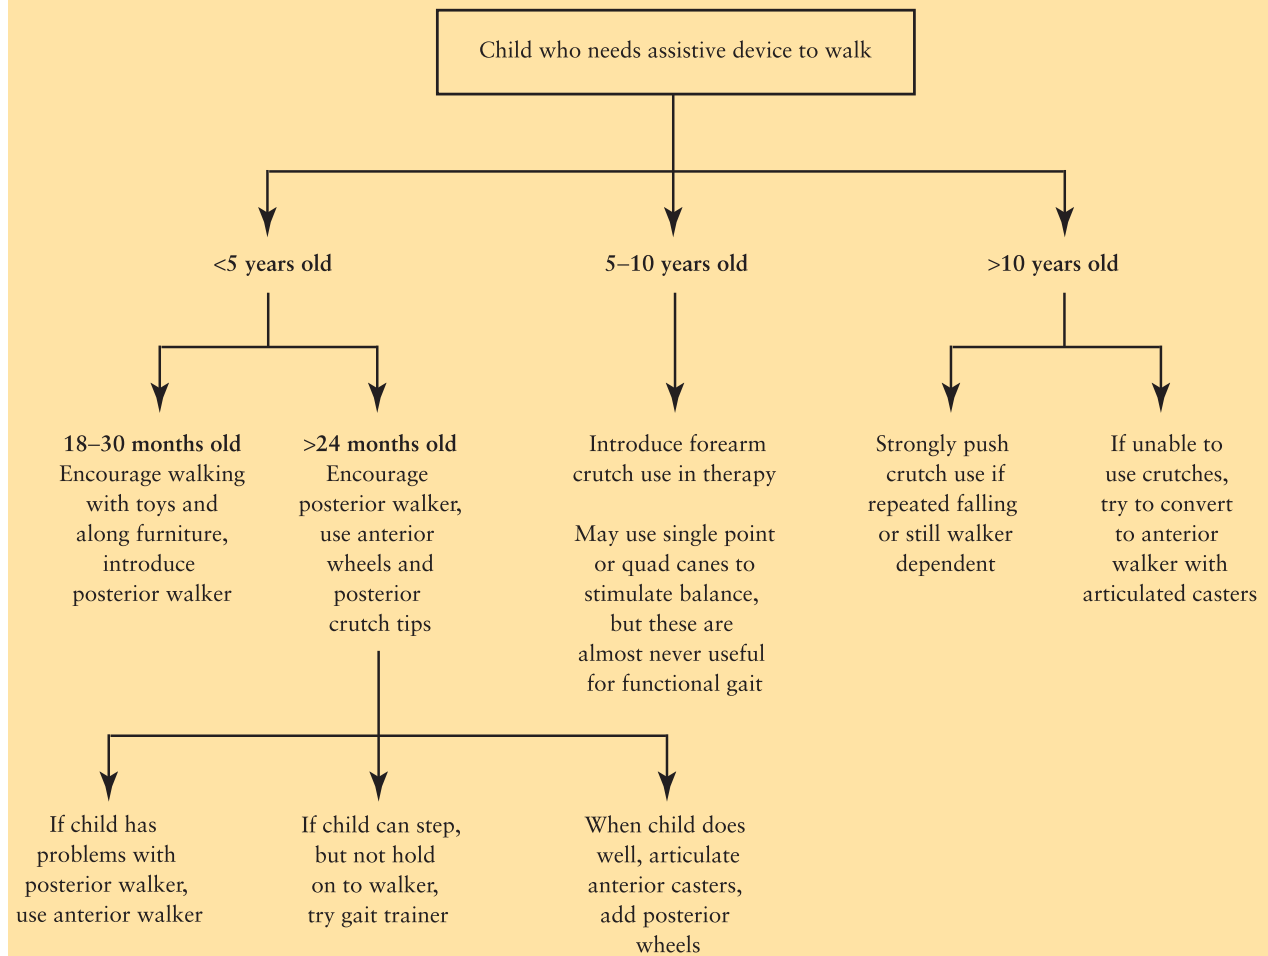 Child who needs assistive device to walk
<5 years old
5–10 years old
>10 years old
18–30 months old
Encourage walking
with toys and
along furniture,
introduce
posterior walker
>24 months old
Encourage
posterior walker,
use anterior
wheels and
posterior
crutch tips
Introduce forearm
crutch use in therapy
May use single point
or quad canes to
stimulate balance,
but these are
almost never useful
for functional gait
Strongly push
crutch use if
repeated falling
or still walker
dependent
If unable to
use crutches,
try to convert
to anterior
walker with
articulated casters
If child has
problems with
posterior walker,
use anterior walker
If child can step,
but not hold
on to walker,
try gait trainer
When child does
well, articulate
anterior casters,
add posterior
wheels